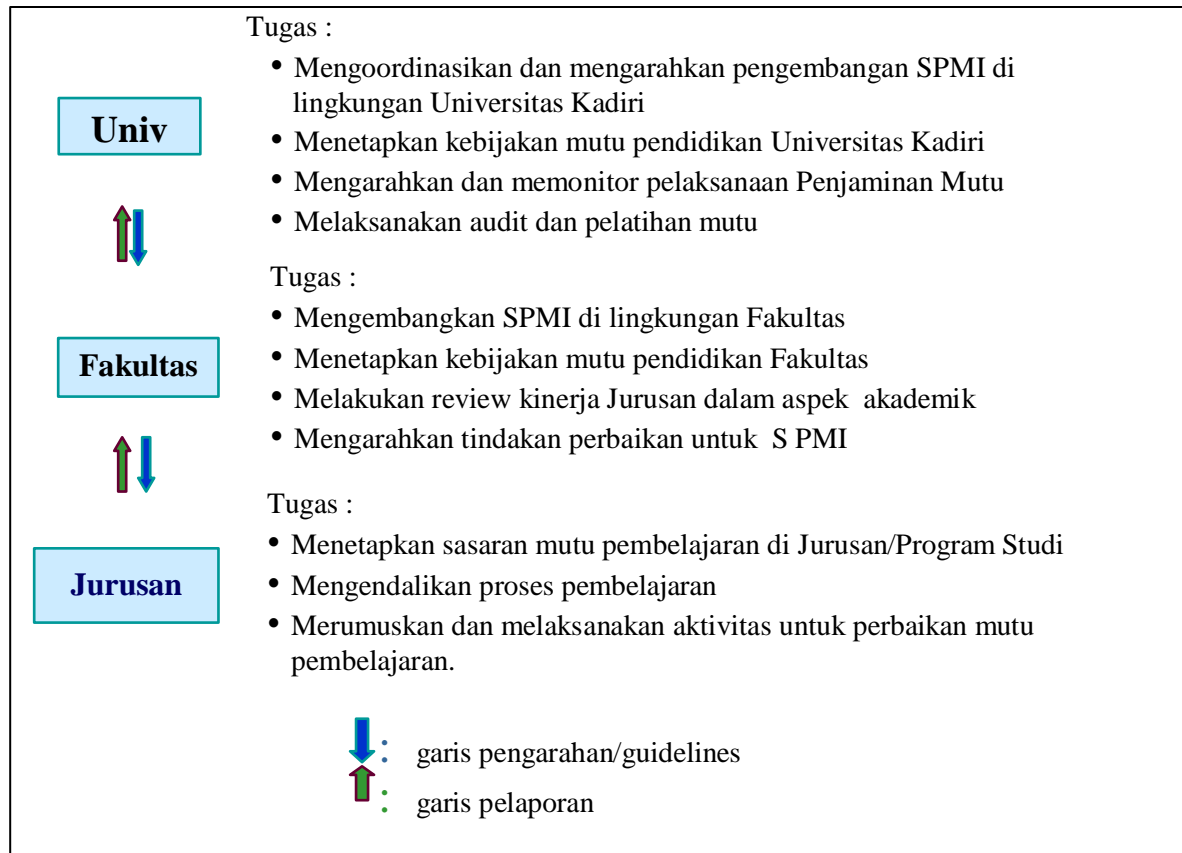 Tugas :
• Mengoordinasikan dan mengarahkan pengembangan SPMI di
lingkungan Universitas Kadiri
Univ
• Menetapkan kebijakan mutu pendidikan Universitas Kadiri
• Mengarahkan dan memonitor pelaksanaan Penjaminan Mutu
• Melaksanakan audit dan pelatihan mutu
Tugas :
• Mengembangkan SPMI di lingkungan Fakultas
Fakultas
• Menetapkan kebijakan mutu pendidikan Fakultas
• Melakukan review kinerja Jurusan dalam aspek akademik
• Mengarahkan tindakan perbaikan untuk S PMI
Tugas :
• Menetapkan sasaran mutu pembelajaran di Jurusan/Program Studi
Jurusan
• Mengendalikan proses pembelajaran
• Merumuskan dan melaksanakan aktivitas untuk perbaikan mutu
pembelajaran.
: garis pengarahan/guidelines
: garis pelaporan